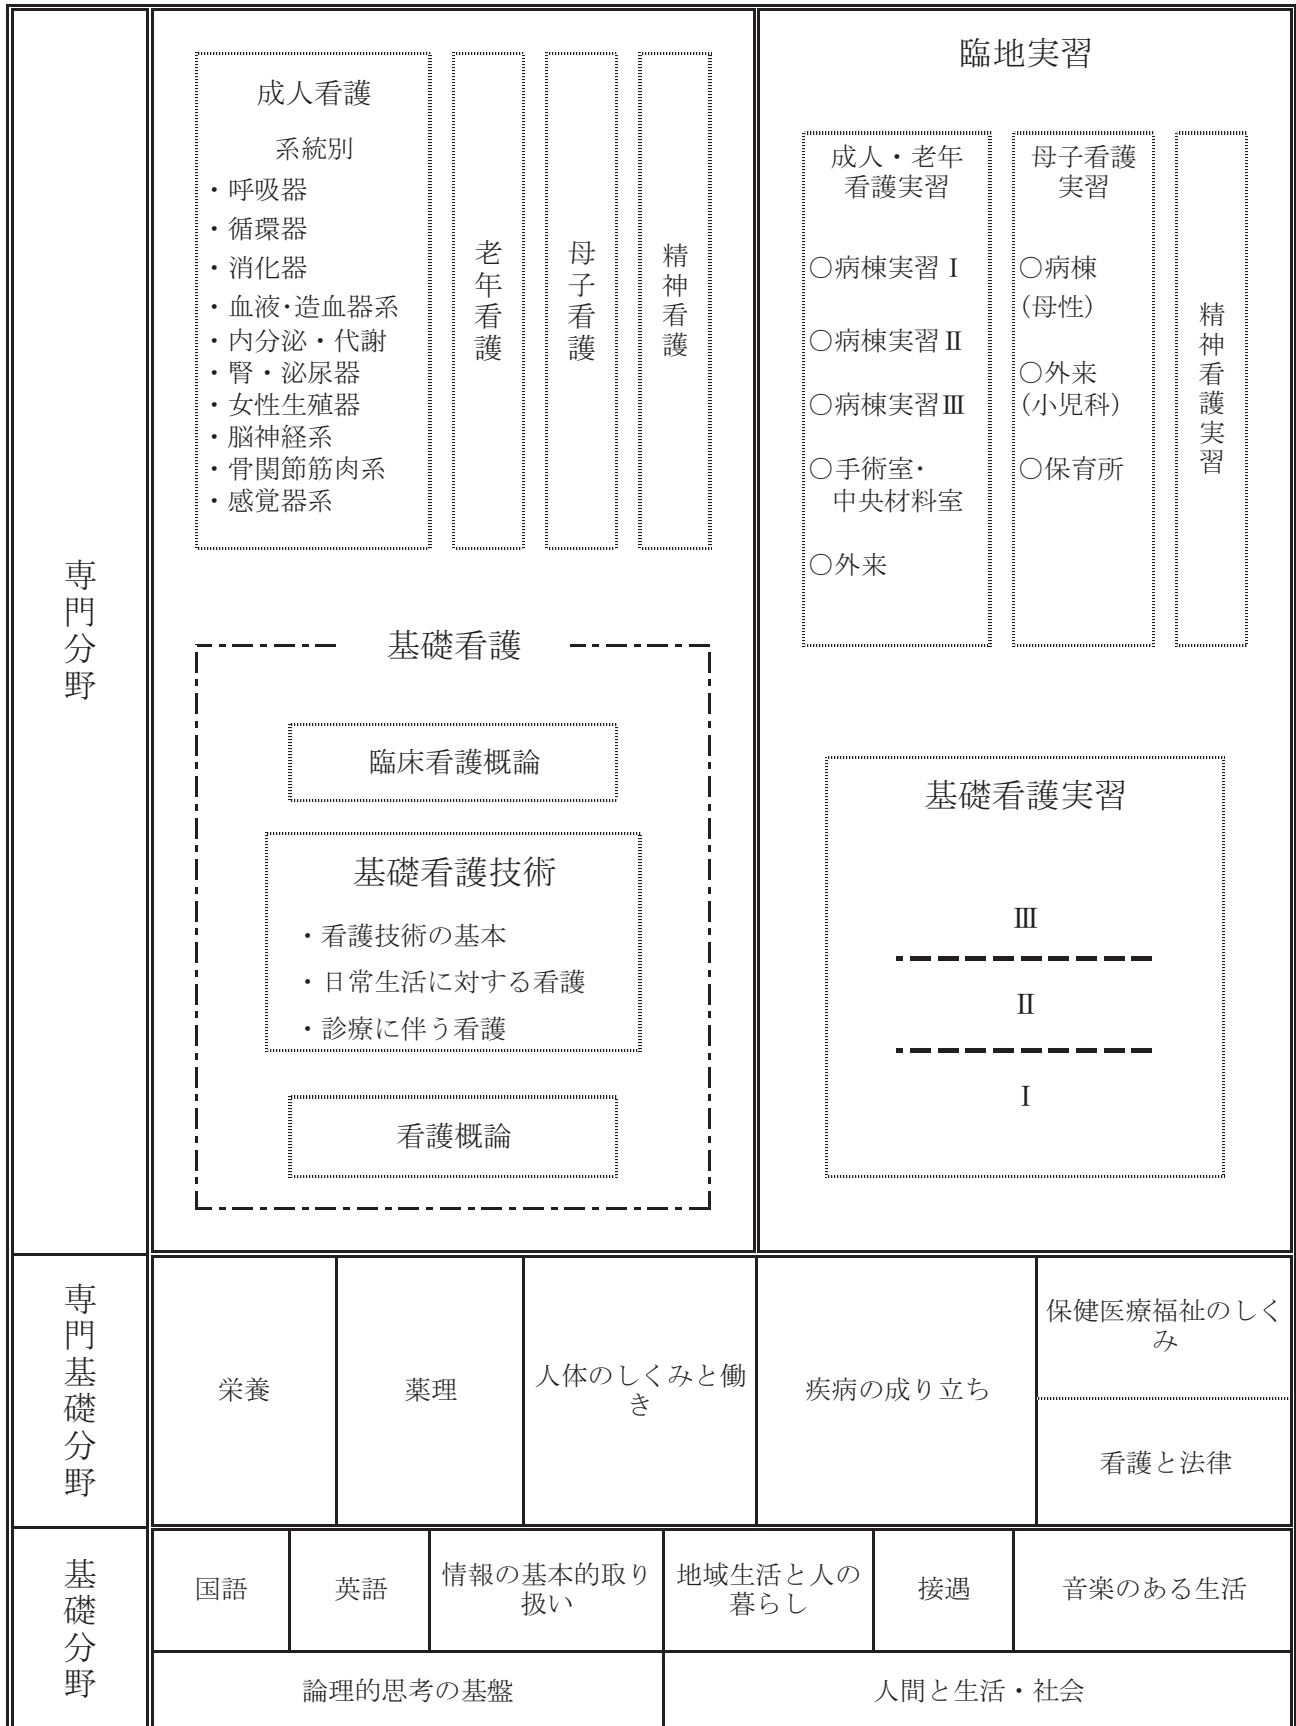 専門分野
成人看護
系統別
・呼吸器
・循環器
・消化器
・血液・造血器系
・内分泌・代謝
・腎・泌尿器
・女性生殖器
・脳神経系
・骨関節筋肉系
・感覚器系
老年看護
母子看護
精神看護
基礎看護
臨床看護概論
基礎看護技術
・看護技術の基本
・日常生活に対する看護
・診療に伴う看護
看護概論
臨地実習
成人・老年
看護実習
○病棟実習Ⅰ
○病棟実習Ⅱ
○病棟実習Ⅲ
○手術室・
中央材料室
○外来
母子看護
実習
○病棟
(母性)
○外来
(小児科)
○保育所
精神看護実習
基礎看護実習
Ⅲ
Ⅱ
Ⅰ
専門基礎分野
栄養
薬理
人体のしくみと働
き
疾病の成り立ち
保健医療福祉のしく
み
看護と法律
基礎分野
国語
英語
情報の基本的取り
扱い
地域生活と人の
暮らし
接遇
音楽のある生活
論理的思考の基盤
人間と生活・社会